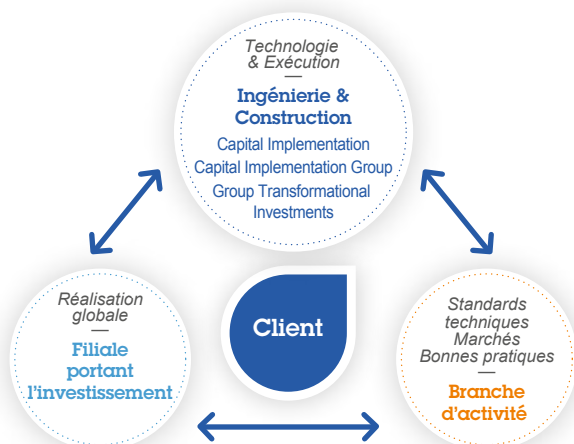 Technologie
& Exécution
Ingénierie &
Construction
Capital Implementation
Capital Implementation Group
Group Transformational
Investments
Réalisation
globale
Filiale
portant
l'investissement
Client
Standards
techniques
Marchés
Bonnes pratiques
Branche
d'activité